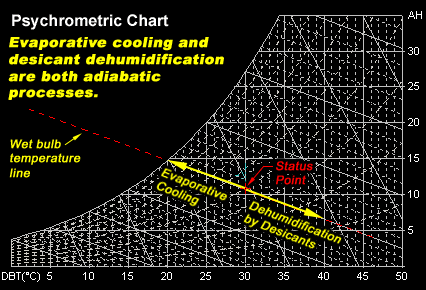 Psychrometric Chart
AH
Evaporative cooling and
desicant dehumidification
are both adiabatic
processes.
30
25
20
Wet bulb
temperature
line
Status
Point
15
Evaporative
Cooling
10
Dehumidification
by Desicants
5
DBT(°C) 5 10 15 20 25 30 35 40 45 50